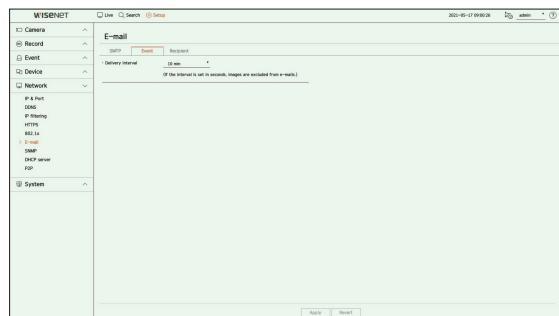 WISENET
Live Search Setup
2021-05-17 09:00:26 admin
Camera
Record
Event
Device
Network
IP & Port
DDNS
IP filtering
HTTPS
802.1x
E-mail
SNMP
DHCP server
P2P
System
E-mail
SMTP Event Recipient
Delivery interval 10 min
(If the interval is set in seconds, images are excluded from e-mails.)
Apply Revert